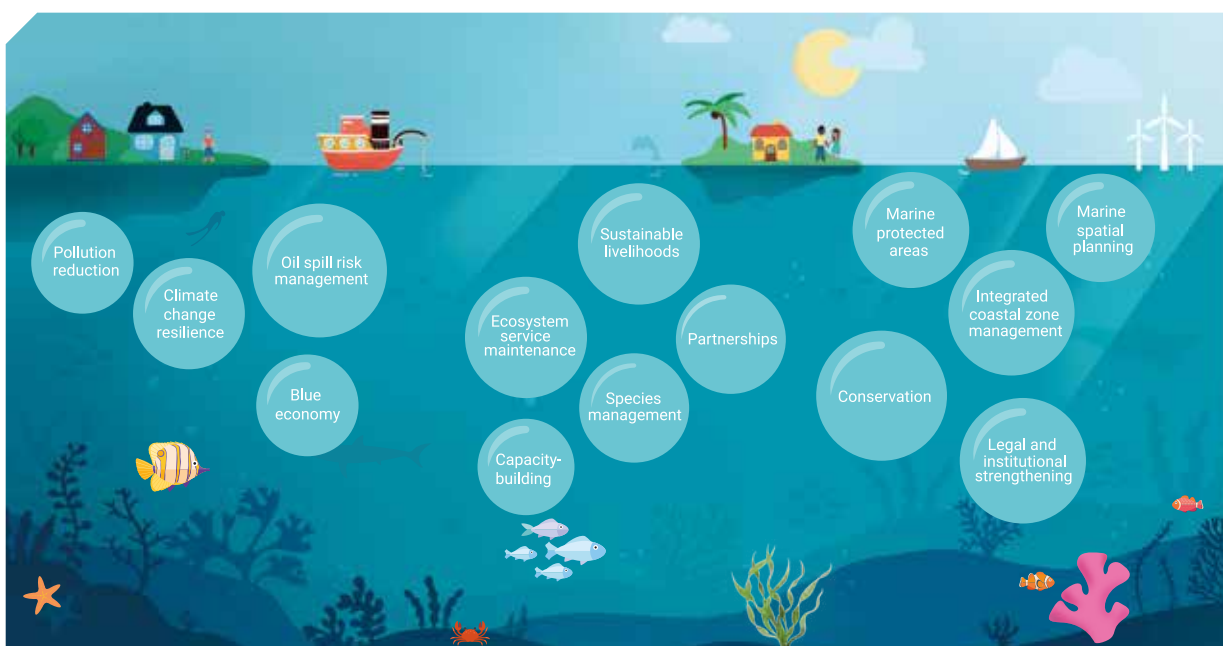 Pollution
reduction
Climate
change
resilience
Oil spill risk
management
Blue
economy
Sustainable
livelihoods
Ecosystem
service
maintenance
Partnerships
Species
management
Capacity-
building
Marine
protected
areas
Marine
spatial
planning
Integrated
coastal zone
management
Conservation
Legal and
institutional
strengthening